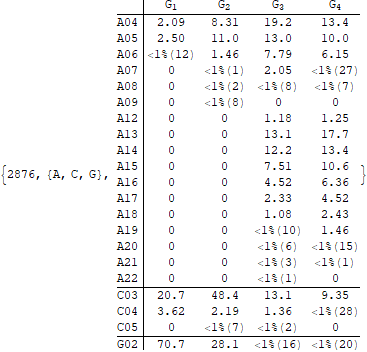 G1 G2 G3 G4
A04 2.09 8.31 19.2 13.4
A05 2.50 11.0 13.0 10.0
A06 <1%(12) 1.46 7.79 6.15
A07 0 <1%(1) 2.05 <1%(27)
A08 0 <1%(2) <1%(8) <1%(7)
A09 0 <1%(8) 0 0
A12 0 0 1.18 1.25
A13 0 0 13.1 17.7
A14 0 0 12.2 13.4
A15 0 0 7.51 10.6
{2876, {A, C, G}, }
A16 0 0 4.52 6.36
A17 0 0 2.33 4.52
A18 0 0 1.08 2.43
A19 0 0 <1%(10) 1.46
A20 0 0 <1%(6) <1%(15)
A21 0 0 <1%(3) <1%(1)
A22 0 0 <1%(1) 0
C03 20.7 48.4 13.1 9.35
C04 3.62 2.19 1.36 <1%(28)
C05 0 <1%(7) <1%(2) 0
G02 70.7 28.1 <1%(16) <1%(20)